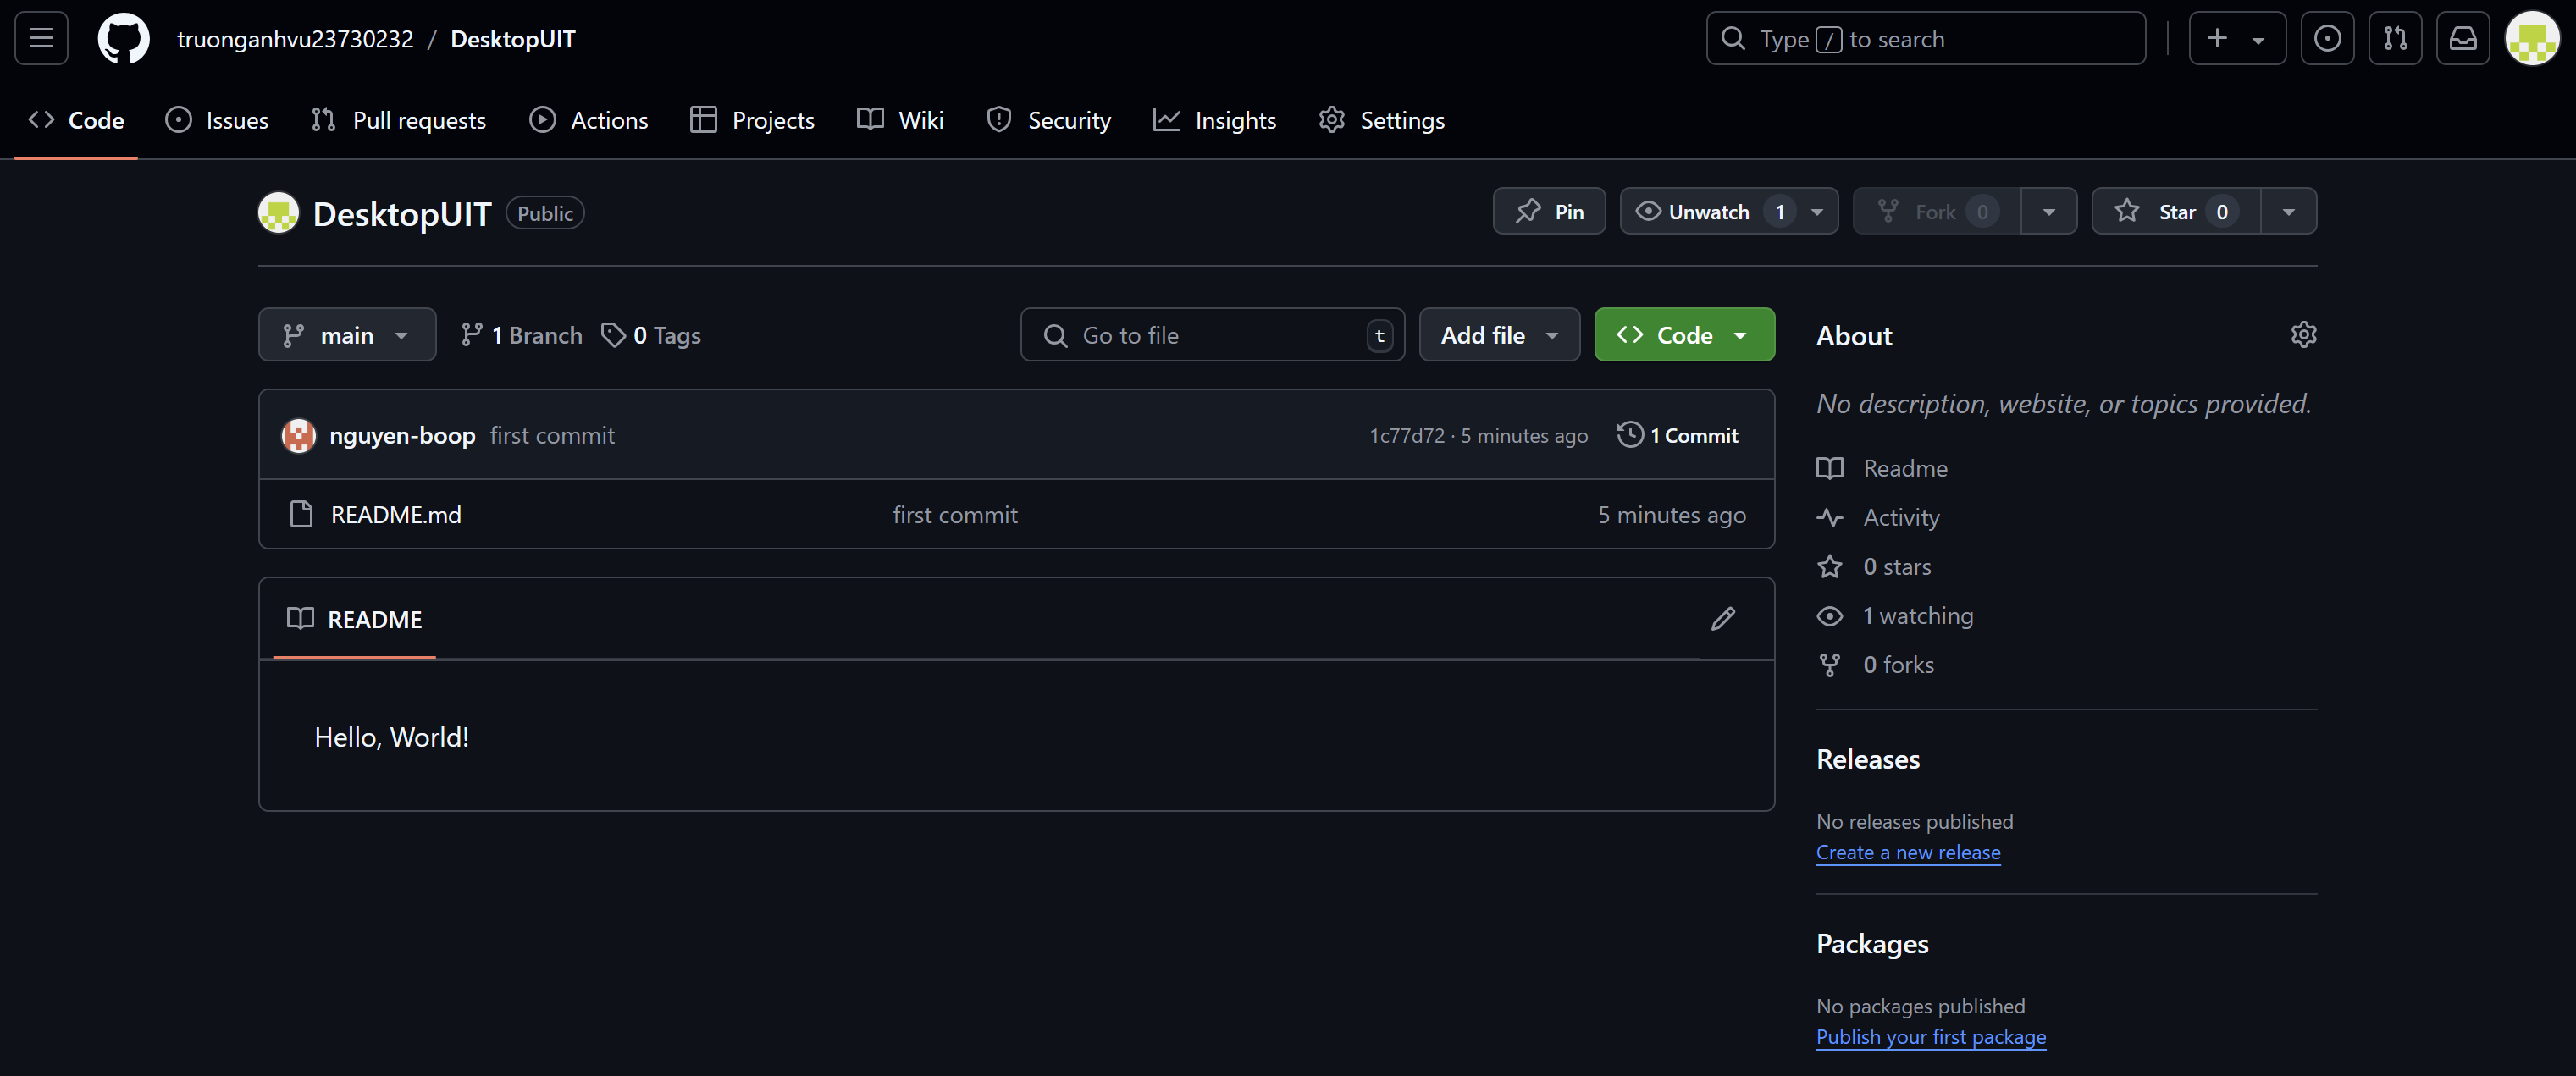 truonganhvu23730232 / DesktopUIT
Type / to search
Code Issues Pull requests Actions Projects Wiki Security Insights Settings
DesktopUIT Public
Pin Unwatch 1 Fork 0 Star 0
main 1 Branch 0 Tags Go to file t Add file Code
nguyen-boop first commit 1c77d72 · 5 minutes ago 1 Commit
README.md first commit 5 minutes ago
README
Hello, World!
About
No description, website, or topics provided.
Readme
Activity
0 stars
1 watching
0 forks
Releases
No releases published
Create a new release
Packages
No packages published
Publish your first package